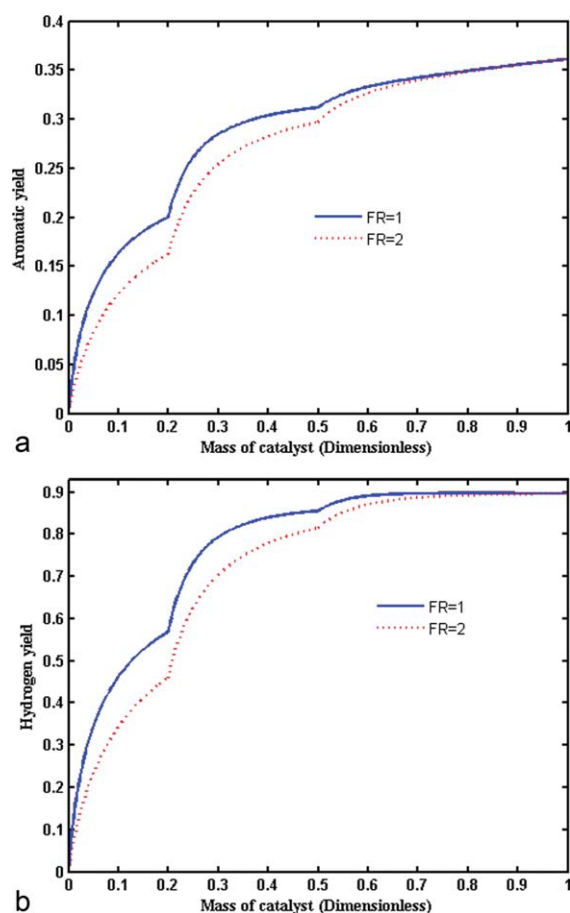 0.4
0.35
0.3
0.25
0.2
0.15
0.1
0.05
0
Aromatic yield
FR=1
FR=2
0 0.1 0.2 0.3 0.4 0.5 0.6 0.7 0.8 0.9 1
Mass of catalyst (Dimensionless)
a
0.9
0.8
0.7
0.6
0.5
0.4
0.3
0.2
0.1
0
Hydrogen yield
FR=1
FR=2
0 0.1 0.2 0.3 0.4 0.5 0.6 0.7 0.8 0.9 1
Mass of catalyst (Dimensionless)
b